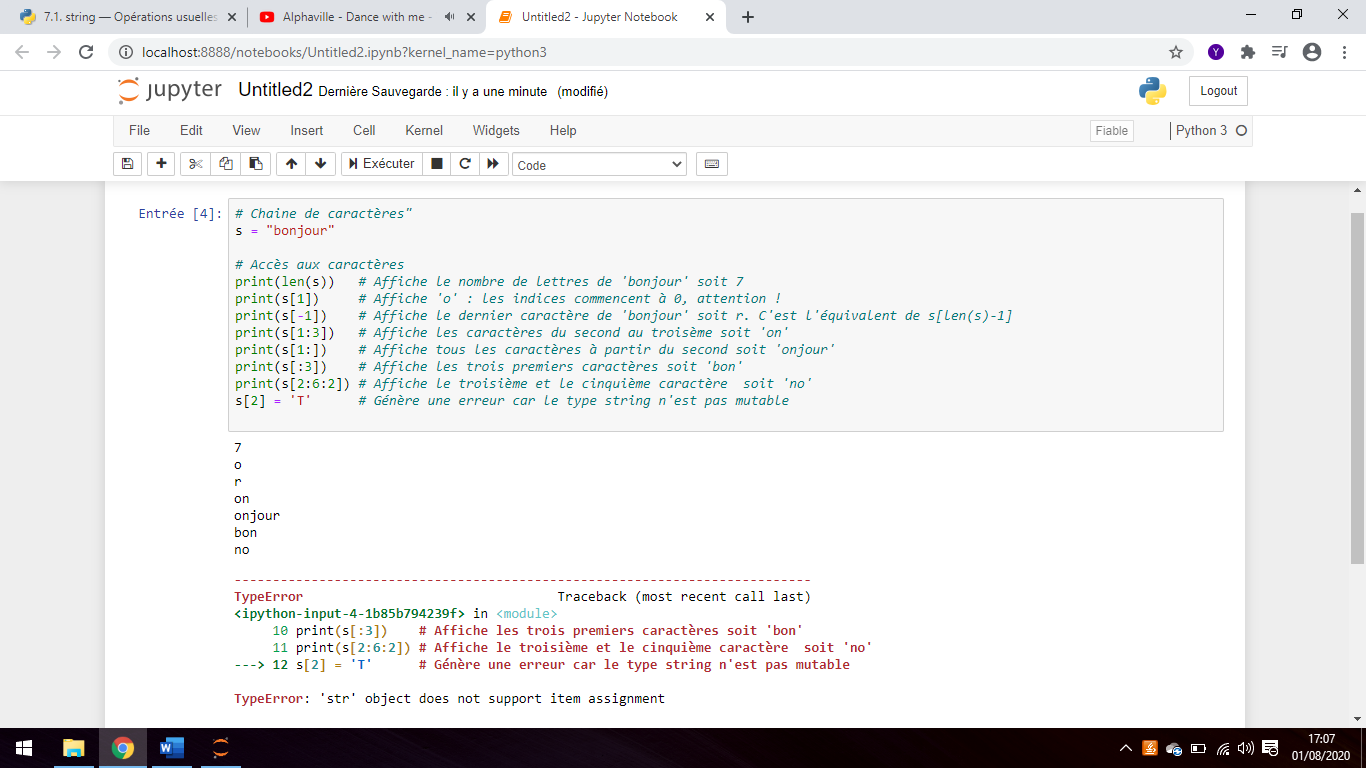 7.1. string — Opérations usuelles
Alphaville - Dance with me -
Untitled2 - Jupyter Notebook
localhost:8888/notebooks/Untitled2.ipynb?kernel_name=python3
Y
jupyter Untitled2 Dernière Sauvegarde : il y a une minute (modifié)
Logout
File Edit View Insert Cell Kernel Widgets Help
Fiable
Python 3
Exécuter
Code
Entrée [4]:
# Chaine de caractères"
s = "bonjour"
# Accès aux caractères
print(len(s))   # Affiche le nombre de lettres de 'bonjour' soit 7
print(s[1])     # Affiche 'o' : les indices commencent à 0, attention !
print(s[-1])    # Affiche le dernier caractère de 'bonjour' soit r. C'est l'équivalent de s[len(s)-1]
print(s[1:3])   # Affiche les caractères du second au troisème soit 'on'
print(s[1:])    # Affiche tous les caractères à partir du second soit 'onjour'
print(s[:3])    # Affiche les trois premiers caractères soit 'bon'
print(s[2:6:2]) # Affiche le troisième et le cinquième caractère  soit 'no'
s[2] = 'T'      # Génère une erreur car le type string n'est pas mutable
7
o
r
on
onjour
bon
no
---------------------------------------------------------------------------
TypeError                                 Traceback (most recent call last)
<ipython-input-4-1b85b794239f> in <module>
     10 print(s[:3])    # Affiche les trois premiers caractères soit 'bon'
     11 print(s[2:6:2]) # Affiche le troisième et le cinquième caractère  soit 'no'
---> 12 s[2] = 'T'      # Génère une erreur car le type string n'est pas mutable
TypeError: 'str' object does not support item assignment
17:07
01/08/2020